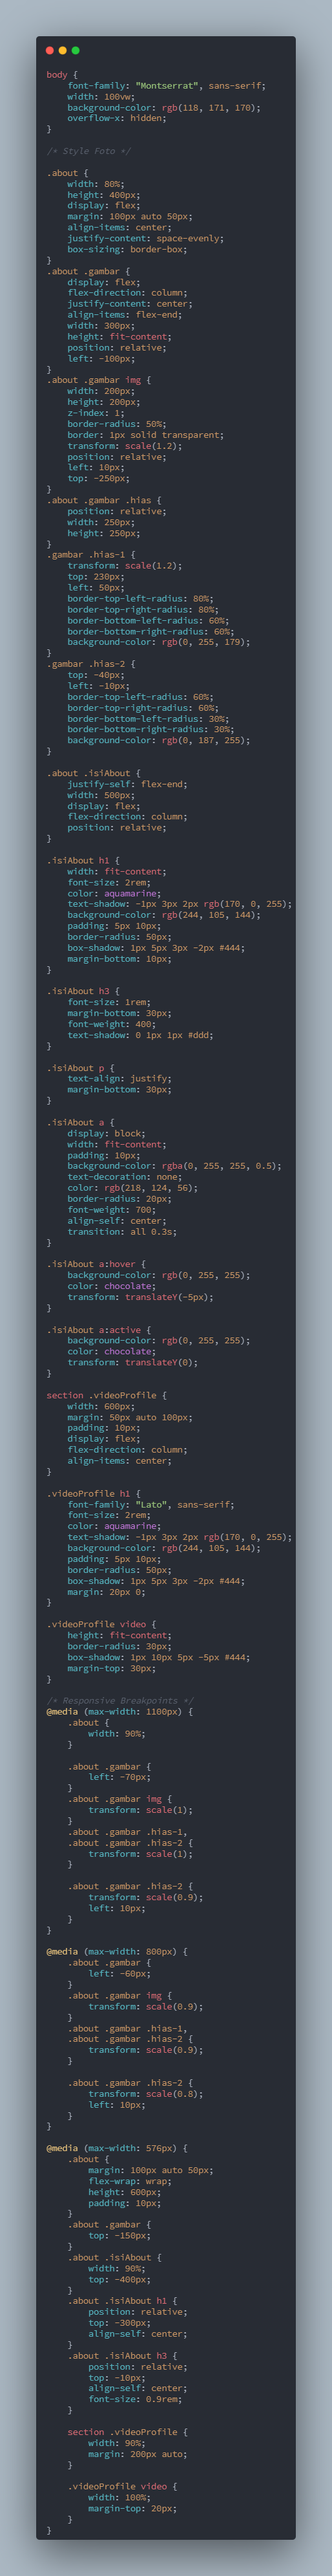 body {
    font-family: "Montserrat", sans-serif;
    width: 100vw;
    background-color: rgb(118, 171, 170);
    overflow-x: hidden;
}

/* Style Foto */

.about {
    width: 80%;
    height: 400px;
    display: flex;
    margin: 100px auto 50px;
    align-items: center;
    justify-content: space-evenly;
    box-sizing: border-box;
}
.about .gambar {
    display: flex;
    flex-direction: column;
    justify-content: center;
    align-items: flex-end;
    width: 300px;
    height: fit-content;
    position: relative;
    left: -100px;
}
.about .gambar img {
    width: 200px;
    height: 200px;
    z-index: 1;
    border-radius: 50%;
    border: 1px solid transparent;
    transform: scale(1.2);
    position: relative;
    left: 10px;
    top: -250px;
}
.about .gambar .hias {
    position: relative;
    width: 250px;
    height: 250px;
}
.gambar .hias-1 {
    transform: scale(1.2);
    top: 230px;
    left: 50px;
    border-top-left-radius: 80%;
    border-top-right-radius: 80%;
    border-bottom-left-radius: 60%;
    border-bottom-right-radius: 60%;
    background-color: rgb(0, 255, 179);
}
.gambar .hias-2 {
    top: -40px;
    left: -10px;
    border-top-left-radius: 60%;
    border-top-right-radius: 60%;
    border-bottom-left-radius: 30%;
    border-bottom-right-radius: 30%;
    background-color: rgb(0, 187, 255);
}

.about .isiAbout {
    justify-self: flex-end;
    width: 500px;
    display: flex;
    flex-direction: column;
    position: relative;
}

.isiAbout h1 {
    width: fit-content;
    font-size: 2rem;
    color: aquamarine;
    text-shadow: -1px 3px 2px rgb(170, 0, 255);
    background-color: rgb(244, 105, 144);
    padding: 5px 10px;
    border-radius: 50px;
    box-shadow: 1px 5px 3px -2px #444;
    margin-bottom: 10px;
}

.isiAbout h3 {
    font-size: 1rem;
    margin-bottom: 30px;
    font-weight: 400;
    text-shadow: 0 1px 1px #ddd;
}

.isiAbout p {
    text-align: justify;
    margin-bottom: 30px;
}

.isiAbout a {
    display: block;
    width: fit-content;
    padding: 10px;
    background-color: rgba(0, 255, 255, 0.5);
    text-decoration: none;
    color: rgb(218, 124, 56);
    border-radius: 20px;
    font-weight: 700;
    align-self: center;
    transition: all 0.3s;
}

.isiAbout a:hover {
    background-color: rgb(0, 255, 255);
    color: chocolate;
    transform: translateY(-5px);
}

.isiAbout a:active {
    background-color: rgb(0, 255, 255);
    color: chocolate;
    transform: translateY(0);
}

section .videoProfile {
    width: 600px;
    margin: 50px auto 100px;
    padding: 10px;
    display: flex;
    flex-direction: column;
    align-items: center;
}

.videoProfile h1 {
    font-family: "Lato", sans-serif;
    font-size: 2rem;
    color: aquamarine;
    text-shadow: -1px 3px 2px rgb(170, 0, 255);
    background-color: rgb(244, 105, 144);
    padding: 5px 10px;
    border-radius: 50px;
    box-shadow: 1px 5px 3px -2px #444;
    margin: 20px 0;
}

.videoProfile video {
    height: fit-content;
    border-radius: 30px;
    box-shadow: 1px 10px 5px -5px #444;
    margin-top: 30px;
}

/* Responsive Breakpoints */
@media (max-width: 1100px) {
    .about {
        width: 90%;
    }

    .about .gambar {
        left: -70px;
    }
    .about .gambar img {
        transform: scale(1);
    }
    .about .gambar .hias-1,
    .about .gambar .hias-2 {
        transform: scale(1);
    }

    .about .gambar .hias-2 {
        transform: scale(0.9);
        left: 10px;
    }
}

@media (max-width: 800px) {
    .about .gambar {
        left: -60px;
    }
    .about .gambar img {
        transform: scale(0.9);
    }
    .about .gambar .hias-1,
    .about .gambar .hias-2 {
        transform: scale(0.9);
    }

    .about .gambar .hias-2 {
        transform: scale(0.8);
        left: 10px;
    }
}

@media (max-width: 576px) {
    .about {
        margin: 100px auto 50px;
        flex-wrap: wrap;
        height: 600px;
        padding: 10px;
    }
    .about .gambar {
        top: -150px;
    }
    .about .isiAbout {
        width: 90%;
        top: -400px;
    }
    .about .isiAbout h1 {
        position: relative;
        top: -300px;
        align-self: center;
    }
    .about .isiAbout h3 {
        position: relative;
        top: -10px;
        align-self: center;
        font-size: 0.9rem;
    }

    section .videoProfile {
        width: 90%;
        margin: 200px auto;
    }

    .videoProfile video {
        width: 100%;
        margin-top: 20px;
    }
}